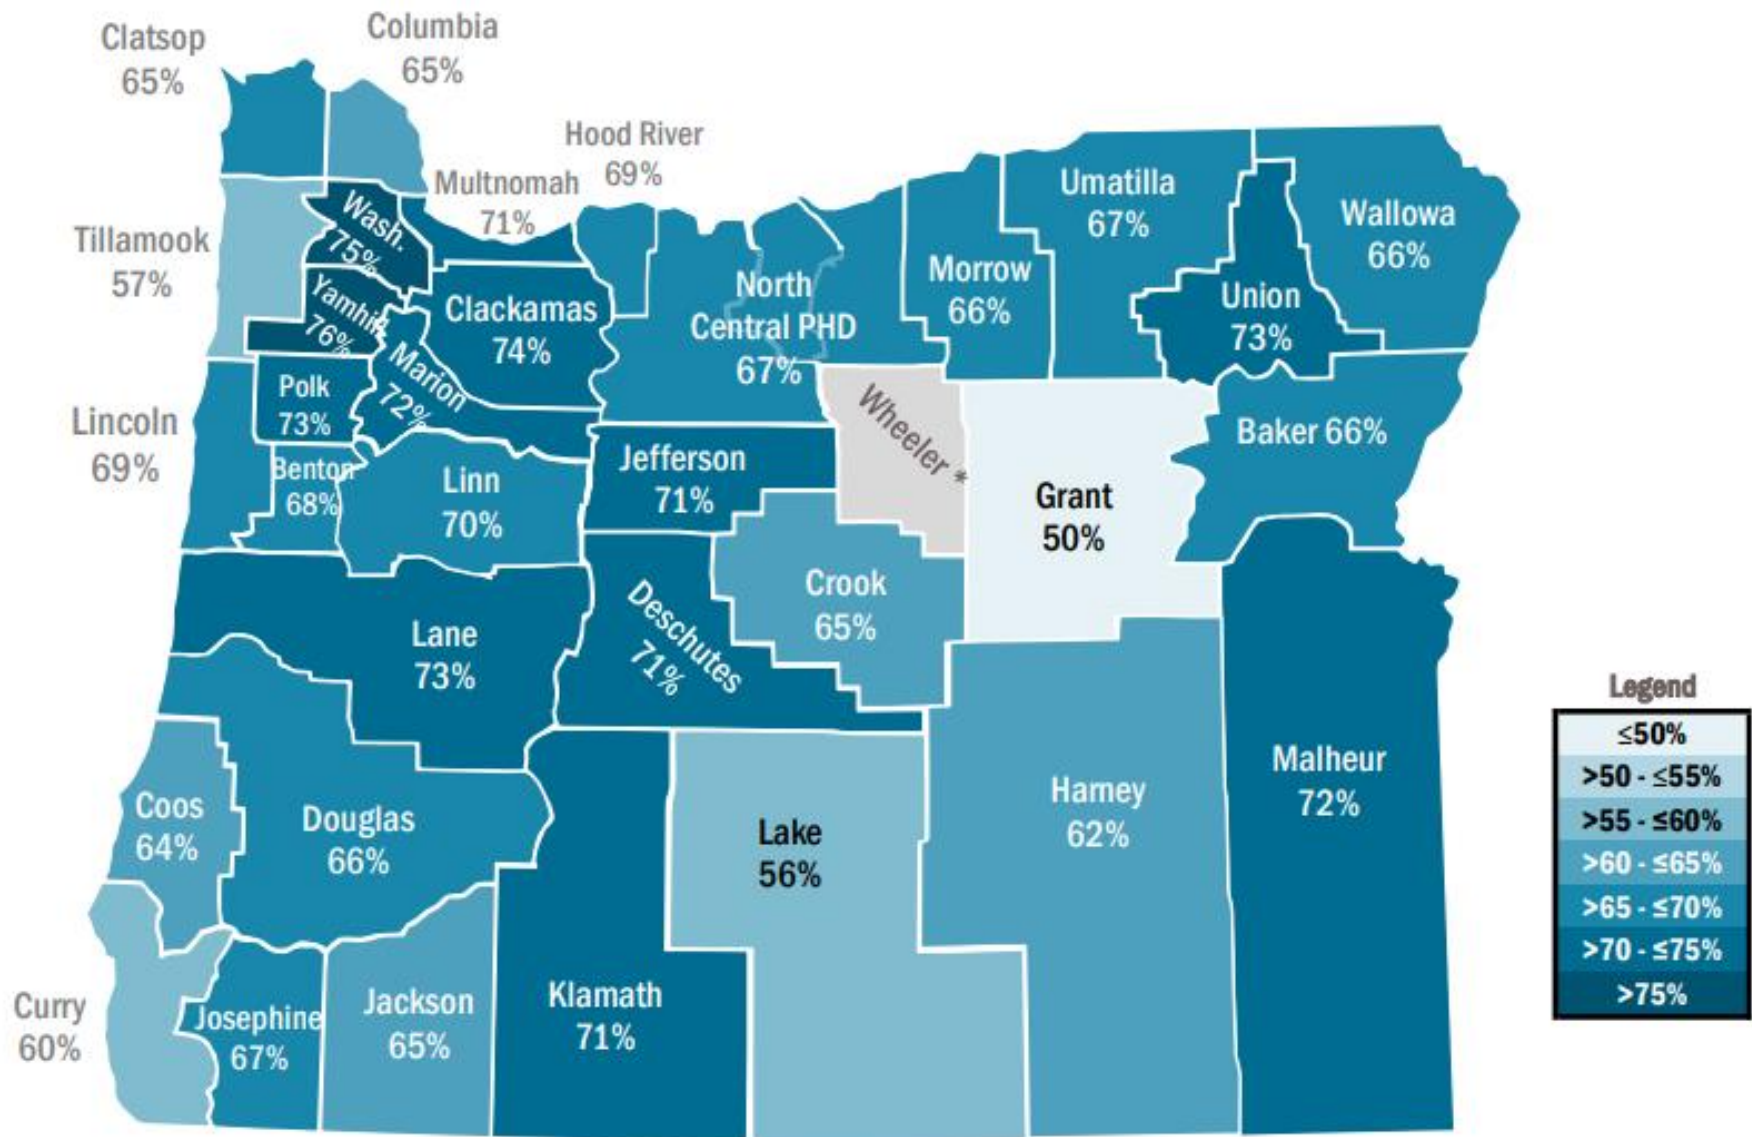 Clatsop
65%
Columbia
65%
Hood River
69%
Multnomah
71%
Tillamook
57%
Wash.
75%
Yamhill
76%
Clackamas
74%
Marion
72%
Polk
73%
Lincoln
69%
Benton
68%
Linn
70%
North
Central PHD
67%
Morrow
66%
Umatilla
67%
Union
73%
Wallowa
66%
Baker 66%
Wheeler *
Grant
50%
Jefferson
71%
Crook
65%
Deschutes
71%
Lane
73%
Douglas
66%
Coos
64%
Curry
60%
Josephine
67%
Jackson
65%
Klamath
71%
Lake
56%
Harney
62%
Malheur
72%
Legend
≤50%
>50 - ≤55%
>55 - ≤60%
>60 - ≤65%
>65 - ≤70%
>70 - ≤75%
>75%